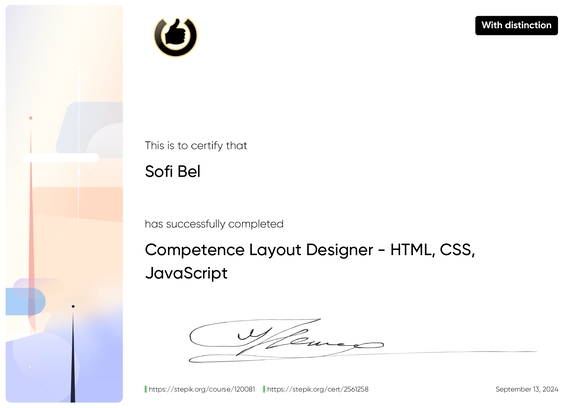 With distinction
This is to certify that
Sofi Bel
has successfully completed
Competence Layout Designer - HTML, CSS,
JavaScript
https://stepik.org/course/120081 https://stepik.org/cert/2561258 September 13, 2024